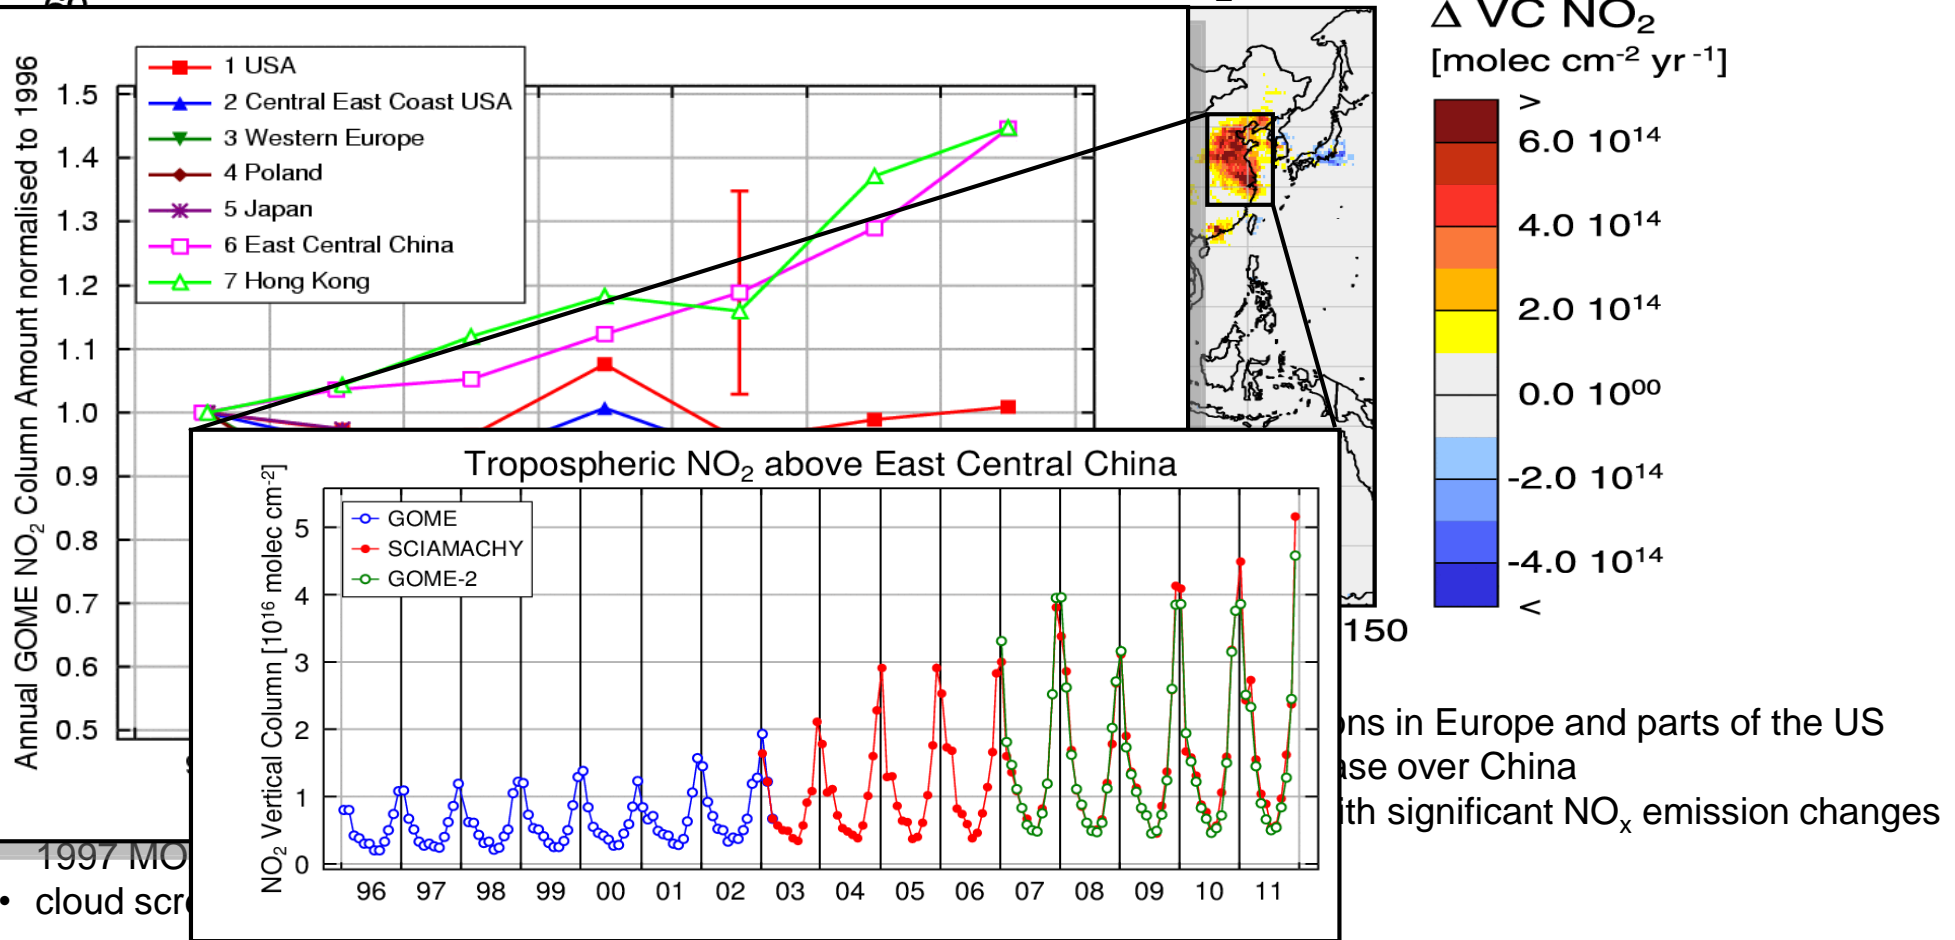 Δ VC NO2
[molec cm-2 yr -1]
>
6.0 10^14
4.0 10^14
2.0 10^14
0.0 10^00
-2.0 10^14
-4.0 10^14
<
150
Annual GOME NO2 Column Amount normalised to 1996
1 USA
2 Central East Coast USA
3 Western Europe
4 Poland
5 Japan
6 East Central China
7 Hong Kong
1.5
1.4
1.3
1.2
1.1
1.0
0.9
0.8
0.7
0.6
0.5
Tropospheric NO2 above East Central China
NO2 Vertical Column [10^16 molec cm-2]
GOME
SCIAMACHY
GOME-2
5
4
3
2
1
0
96 97 98 99 00 01 02 03 04 05 06 07 08 09 10 11
in Europe and parts of the US
over China
significant NOx emission changes
1997
• cloud